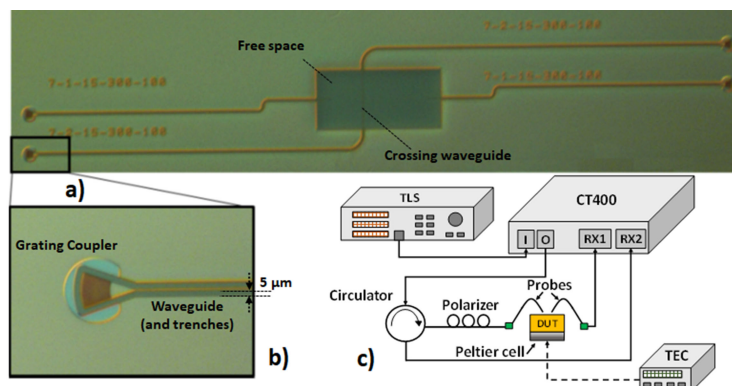 7-2-15-300-100
Free space
7-1-15-300-100
7-1-15-300-100
7-2-15-300-100
Crossing waveguide
a)
TLS
CT400
I
O
RX1
RX2
Grating Coupler
5 µm
Waveguide
(and trenches)
b)
Circulator
Polarizer
Probes
DUT
Peltier cell
c)
TEC